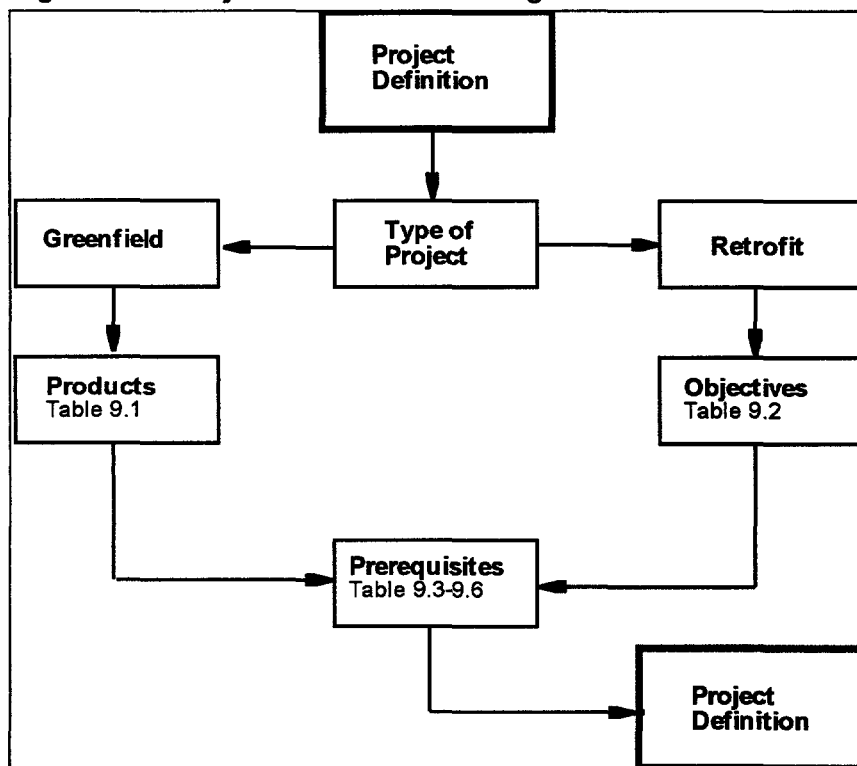 Project
Definition
Greenfield
Type of
Project
Retrofit
Products
Table 9.1
Objectives
Table 9.2
Prerequisites
Table 9.3-9.6
Project
Definition